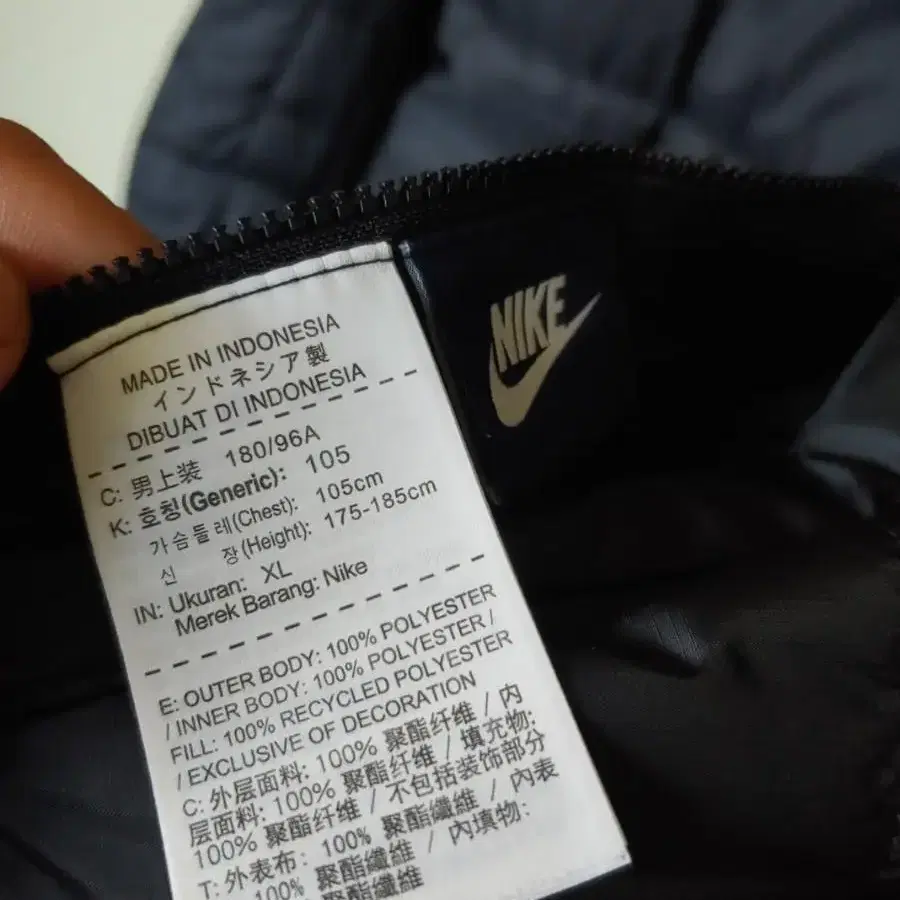 MADE IN INDONESIA
インドネシア製
DIBUAT DI INDONESIA
C: 男上装 180/96A
K: 호칭(Generic): 105
가슴둘레(Chest): 105cm
신 장(Height): 175-185cm
IN: Ukuran: XL
Merek Barang: Nike
E: OUTER BODY: 100% POLYESTER
/ INNER BODY: 100% POLYESTER /
FILL: 100% RECYCLED POLYESTER
/ EXCLUSIVE OF DECORATION
C: 外层面料: 100% 聚酯纤维 / 内
层面料: 100% 聚酯纤维 / 填充物:
100% 聚酯纤维 / 不包括装饰部分
T: 外表布: 100% 聚酯纖維 / 內表
100% 聚酯纖維 / 內填物:
聚酯纖維
NIKE